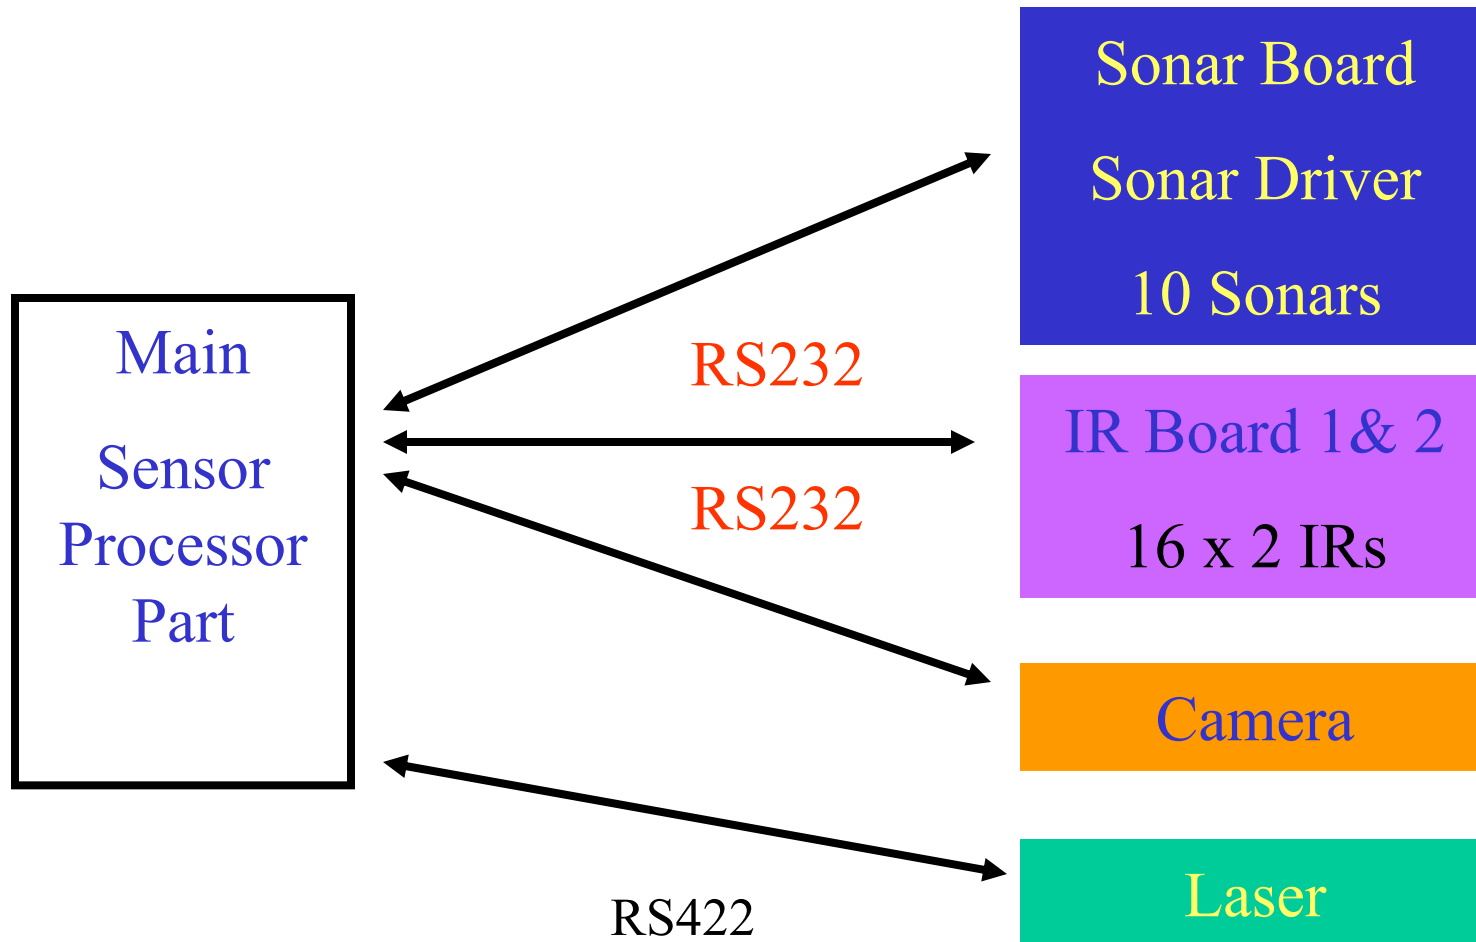 Main
Sensor
Processor
Part
RS232
RS232
RS422
Sonar Board
Sonar Driver
10 Sonars
IR Board 1& 2
16 x 2 IRs
Camera
Laser